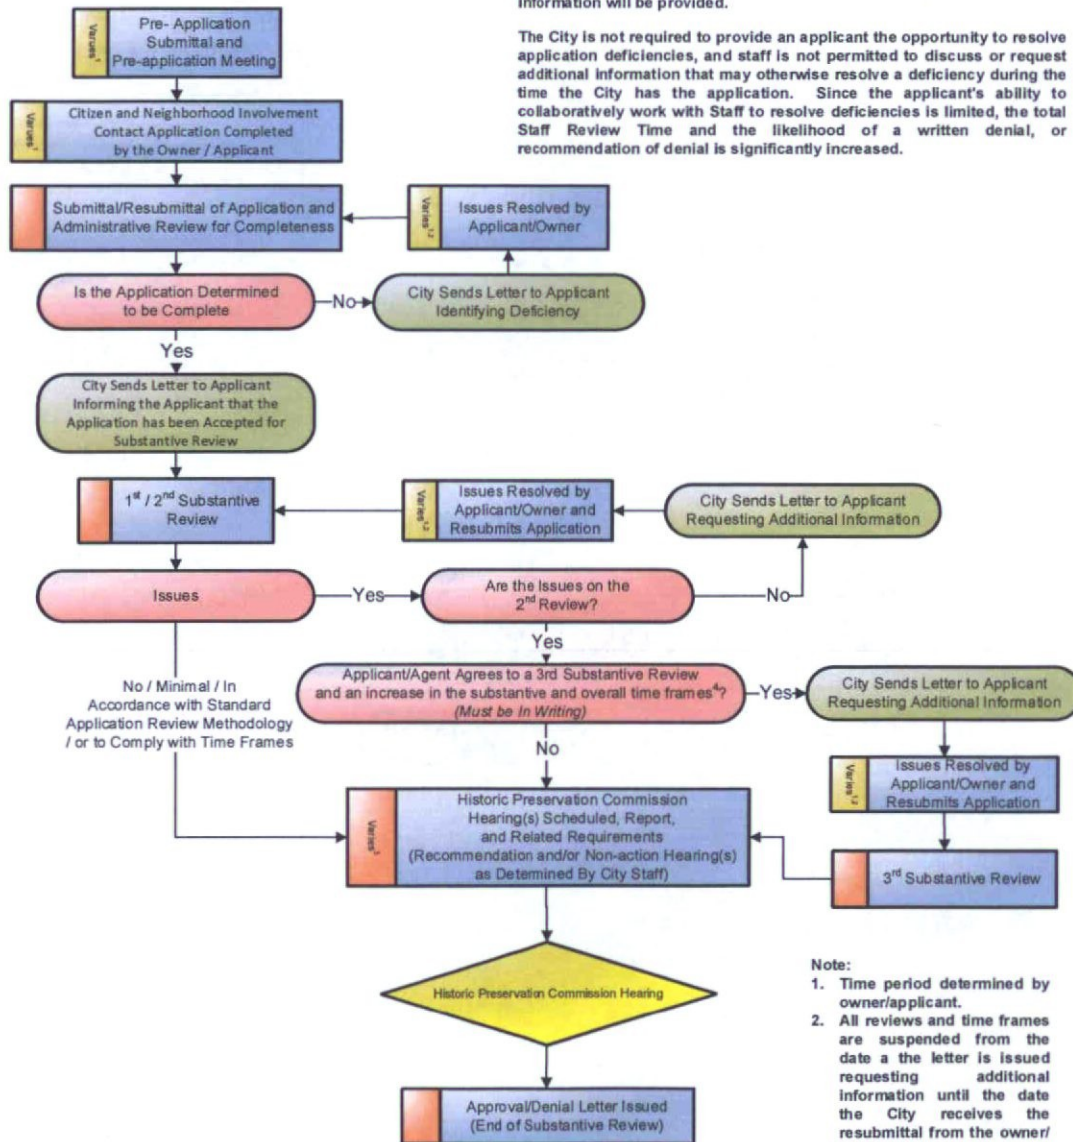 Information will be provided.
The City is not required to provide an applicant the opportunity to resolve
application deficiencies, and staff is not permitted to discuss or request
additional information that may otherwise resolve a deficiency during the
time the City has the application. Since the applicant's ability to
collaboratively work with Staff to resolve deficiencies is limited, the total
Staff Review Time and the likelihood of a written denial, or
recommendation of denial is significantly increased.
Varues¹
Pre- Application
Submittal and
Pre-application Meeting
Varues¹
Citizen and Neighborhood Involvement
Contact Application Completed
by the Owner / Applicant
Submittal/Resubmittal of Application and
Administrative Review for Completeness
Varies¹·²
Issues Resolved by
Applicant/Owner
Is the Application Determined
to be Complete
No
City Sends Letter to Applicant
Identifying Deficiency
Yes
City Sends Letter to Applicant
Informing the Applicant that the
Application has been Accepted for
Substantive Review
1st / 2nd Substantive
Review
Varies¹·²
Issues Resolved by
Applicant/Owner and
Resubmits Application
City Sends Letter to Applicant
Requesting Additional Information
Issues
Yes
Are the Issues on the
2nd Review?
No
Yes
No / Minimal / In
Accordance with Standard
Application Review Methodology
/ or to Comply with Time Frames
Applicant/Agent Agrees to a 3rd Substantive Review
and an increase in the substantive and overall time frames⁴?
(Must be In Writing)
Yes
City Sends Letter to Applicant
Requesting Additional Information
No
Varies¹·²
Issues Resolved by
Applicant/Owner and
Resubmits Application
Varies³
Historic Preservation Commission
Hearing(s) Scheduled, Report,
and Related Requirements
(Recommendation and/or Non-action Hearing(s)
as Determined By City Staff)
3rd Substantive Review
Historic Preservation Commission Hearing
Approval/Denial Letter Issued
(End of Substantive Review)
Note:
1. Time period determined by
owner/applicant.
2. All reviews and time frames
are suspended from the
date a the letter is issued
requesting additional
information until the date
the City receives the
resubmittal from the owner/